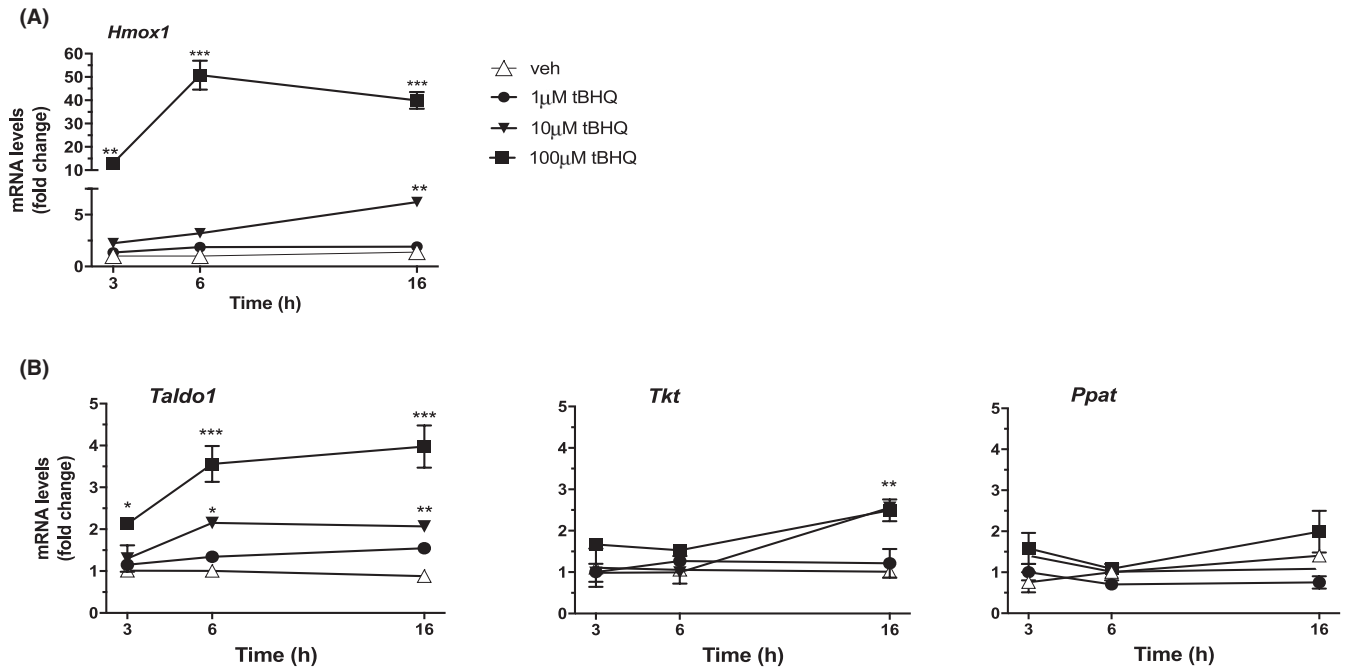 (A)
Hmox1
mRNA levels
(fold change)
60
50
40
30
20
10
5
0
***
***
**
**
3
6
16
Time (h)
veh
1μM tBHQ
10μM tBHQ
100μM tBHQ
(B)
Taldo1
mRNA levels
(fold change)
5
4
3
2
1
0
***
***
*
*
**
3
6
16
Time (h)
Tkt
5
4
3
2
1
0
**
3
6
16
Time (h)
Ppat
5
4
3
2
1
0
3
6
16
Time (h)